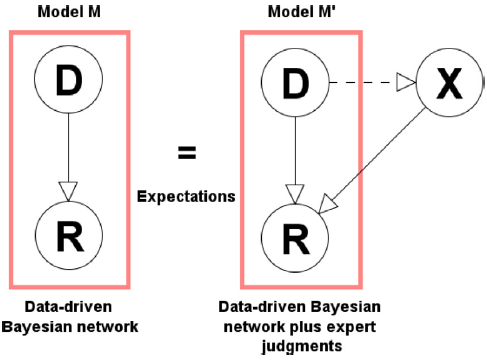 Model M
Model M'
D
D
X
=
Expectations
R
R
Data-driven
Bayesian network
Data-driven Bayesian
network plus expert
judgments